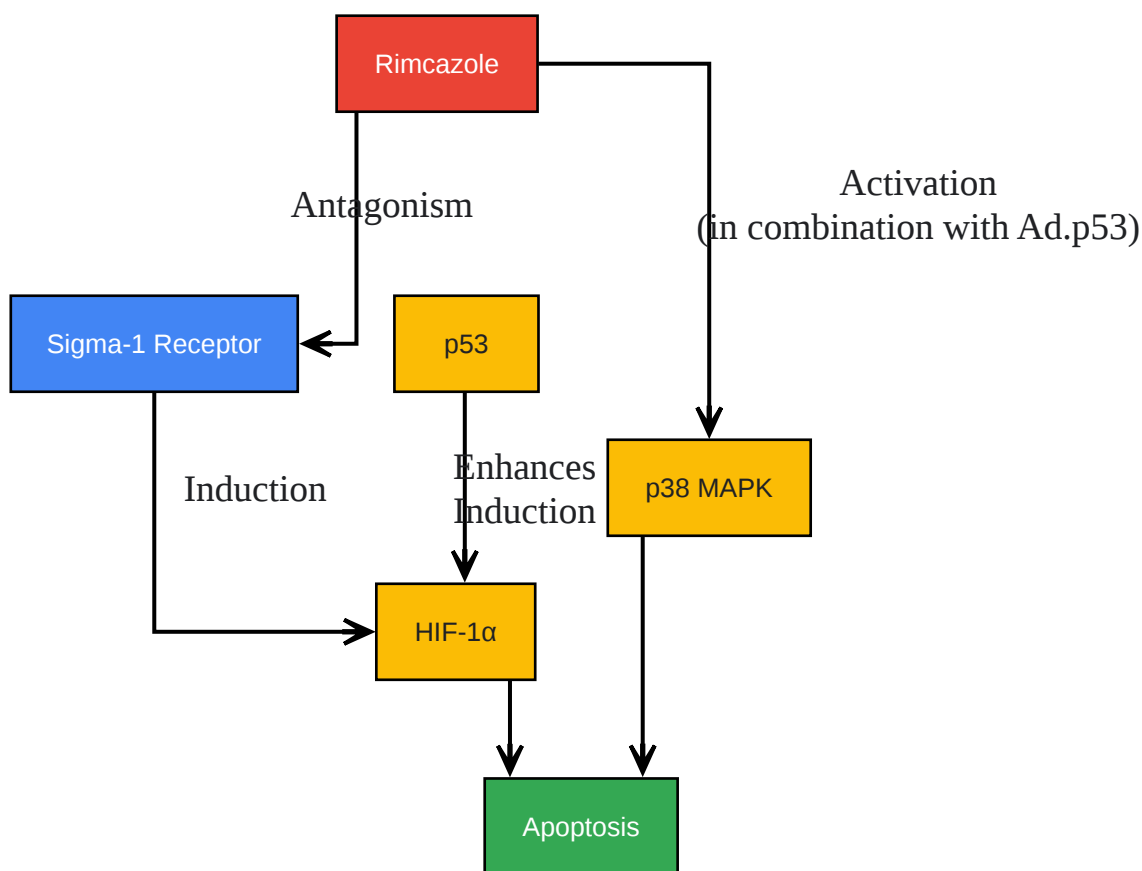 Rimcazole
Antagonism
Activation
(in combination with Ad.p53)
Sigma-1 Receptor
p53
Induction
Enhances
Induction
p38 MAPK
HIF-1α
Apoptosis